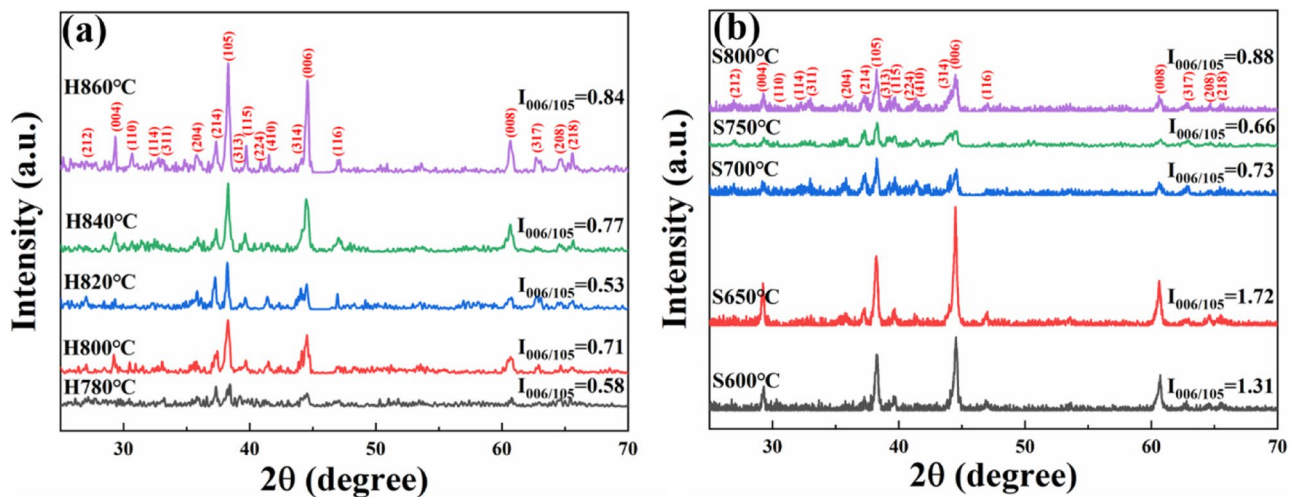 (a)
H860℃
(212)
(004)
(110)
(114)
(311)
(204)
(214)
(105)
(313)
(115)
(224)
(410)
(314)
(006)
(116)
(008)
(317)
(208)
(218)
I006/105=0.84
H840℃
I006/105=0.77
H820℃
I006/105=0.53
H800℃
I006/105=0.71
H780℃
I006/105=0.58
Intensity (a.u.)
30 40 50 60 70
2θ (degree)
(b)
S800℃
(212)
(004)
(110)
(114)
(311)
(204)
(214)
(105)
(313)
(115)
(224)
(410)
(314)
(006)
(116)
(008)
(317)
(208)
(218)
I006/105=0.88
S750℃
I006/105=0.66
S700℃
I006/105=0.73
S650℃
I006/105=1.72
S600℃
I006/105=1.31
Intensity (a.u.)
30 40 50 60 70
2θ (degree)